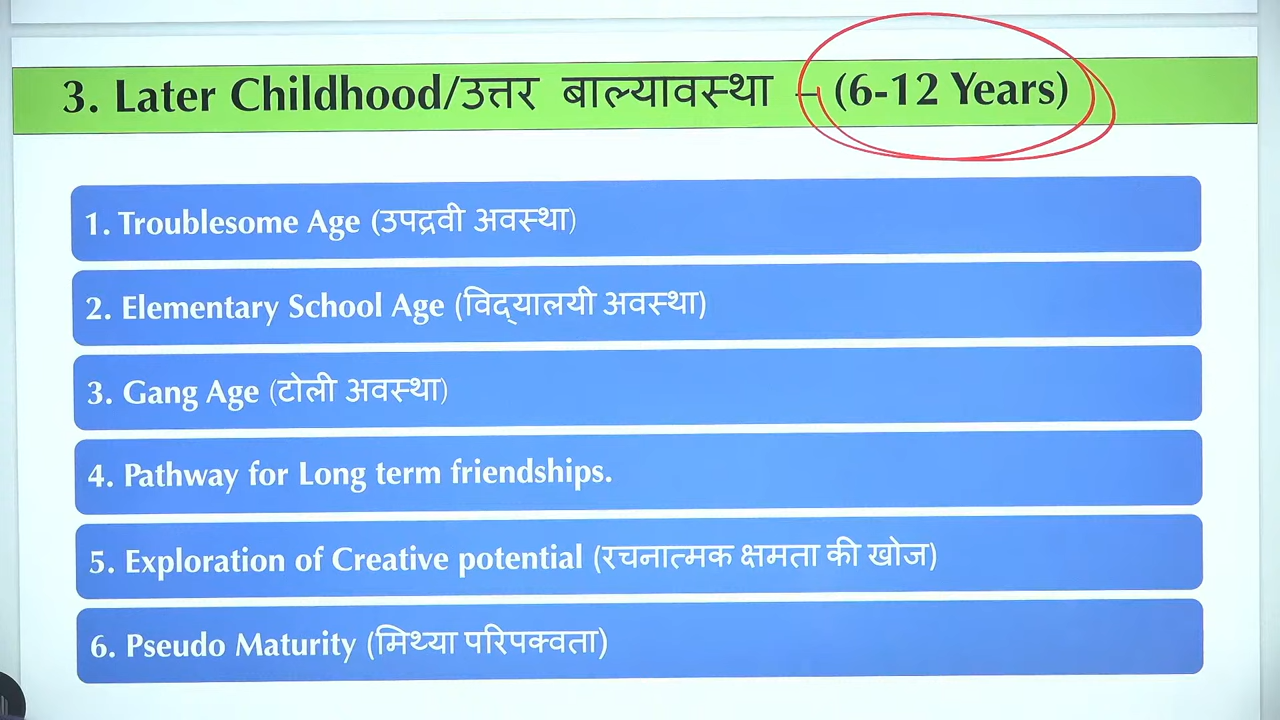 3. Later Childhood/उत्तर बाल्यावस्था – (6-12 Years)
1. Troublesome Age (उपद्रवी अवस्था)
2. Elementary School Age (विद्यालयी अवस्था)
3. Gang Age (टोली अवस्था)
4. Pathway for Long term friendships.
5. Exploration of Creative potential (रचनात्मक क्षमता की खोज)
6. Pseudo Maturity (मिथ्या परिपक्वता)